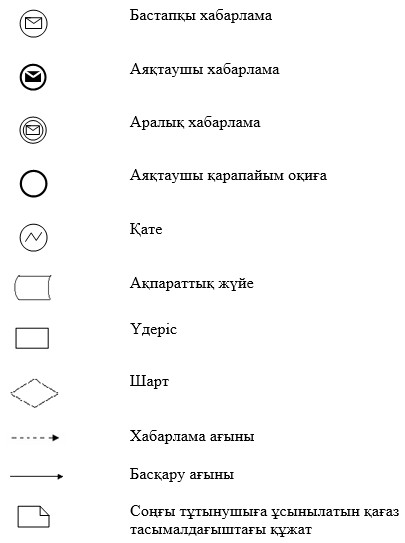 Бастапқы хабарлама
Аяқтаушы хабарлама
Аралық хабарлама
Аяқтаушы қарапайым оқиға
Қате
Ақпараттық жүйе
Үдеріс
Шарт
Хабарлама ағыны
Басқару ағыны
Соңғы тұтынушыға ұсынылатын қағаз
тасымалдағыштағы құжат